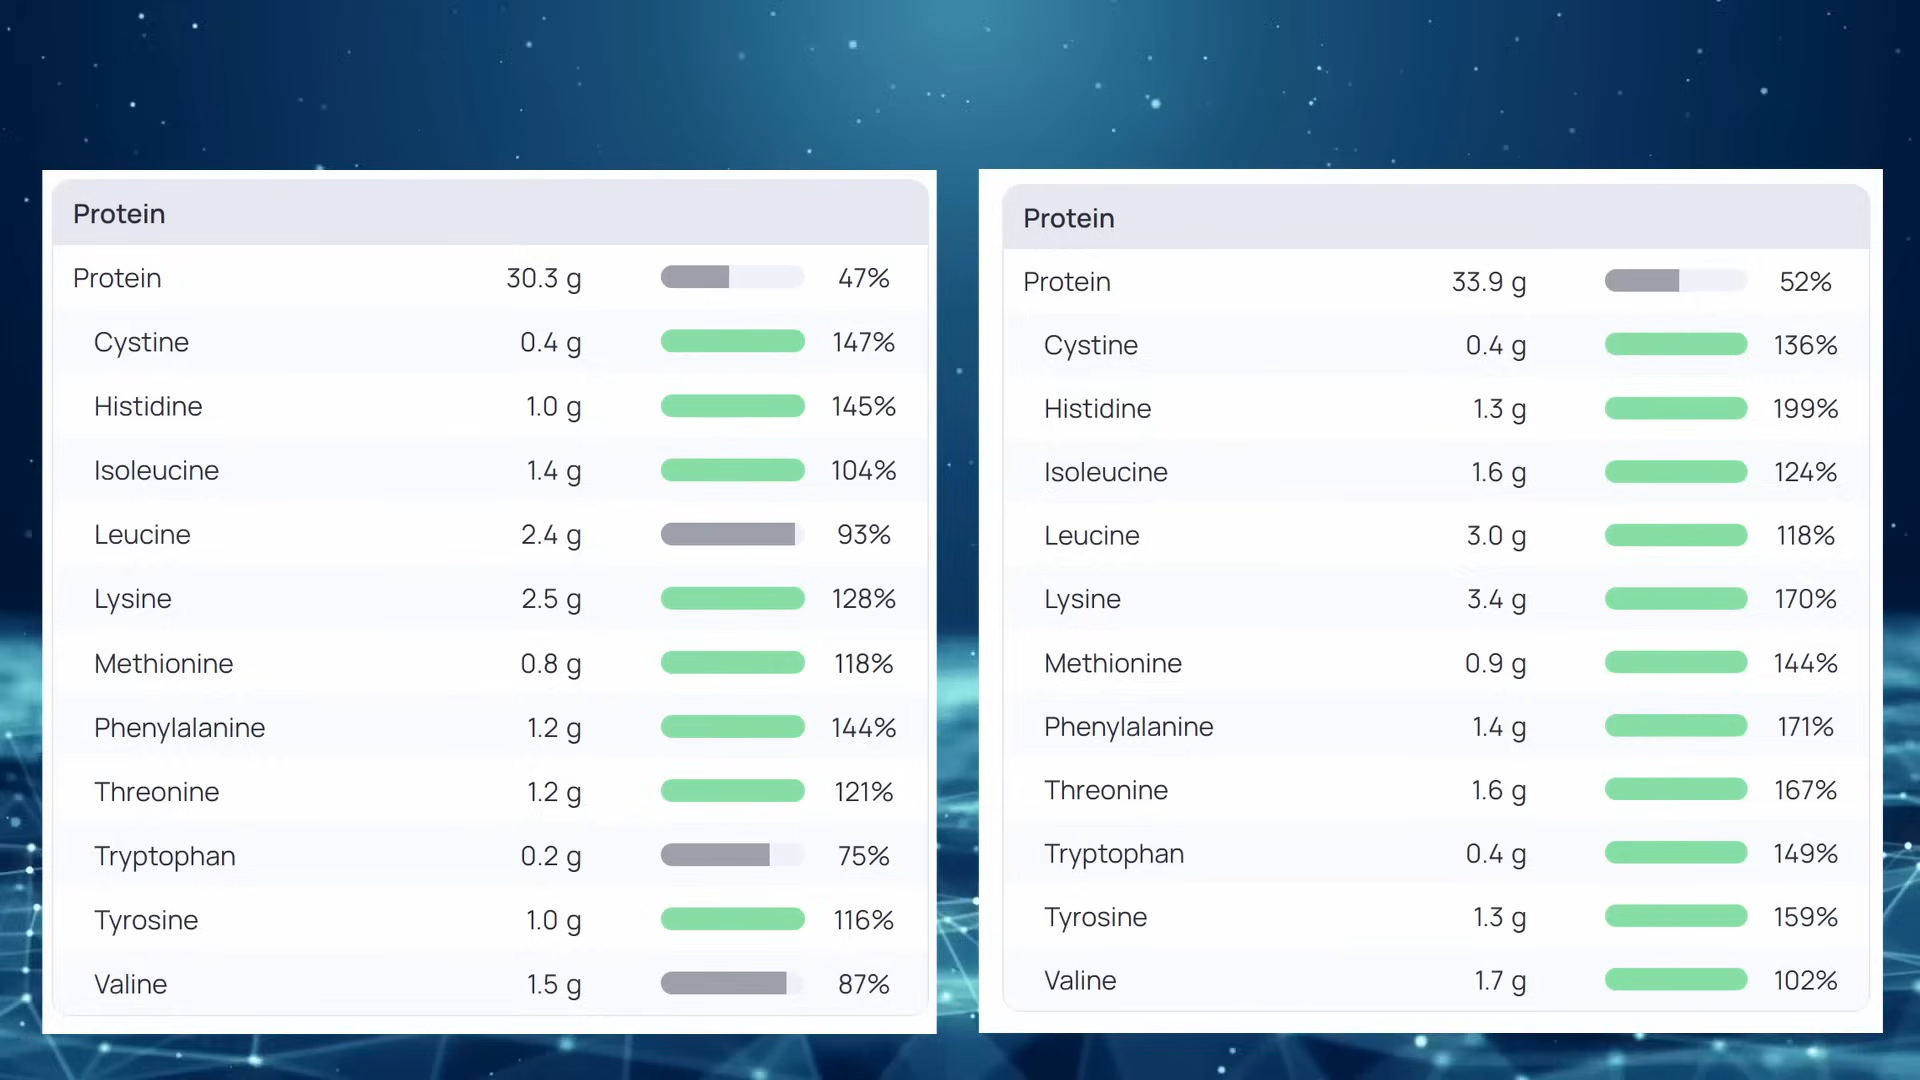 Protein
Protein 30.3 g 47%
Cystine 0.4 g 147%
Histidine 1.0 g 145%
Isoleucine 1.4 g 104%
Leucine 2.4 g 93%
Lysine 2.5 g 128%
Methionine 0.8 g 118%
Phenylalanine 1.2 g 144%
Threonine 1.2 g 121%
Tryptophan 0.2 g 75%
Tyrosine 1.0 g 116%
Valine 1.5 g 87%
Protein
Protein 33.9 g 52%
Cystine 0.4 g 136%
Histidine 1.3 g 199%
Isoleucine 1.6 g 124%
Leucine 3.0 g 118%
Lysine 3.4 g 170%
Methionine 0.9 g 144%
Phenylalanine 1.4 g 171%
Threonine 1.6 g 167%
Tryptophan 0.4 g 149%
Tyrosine 1.3 g 159%
Valine 1.7 g 102%